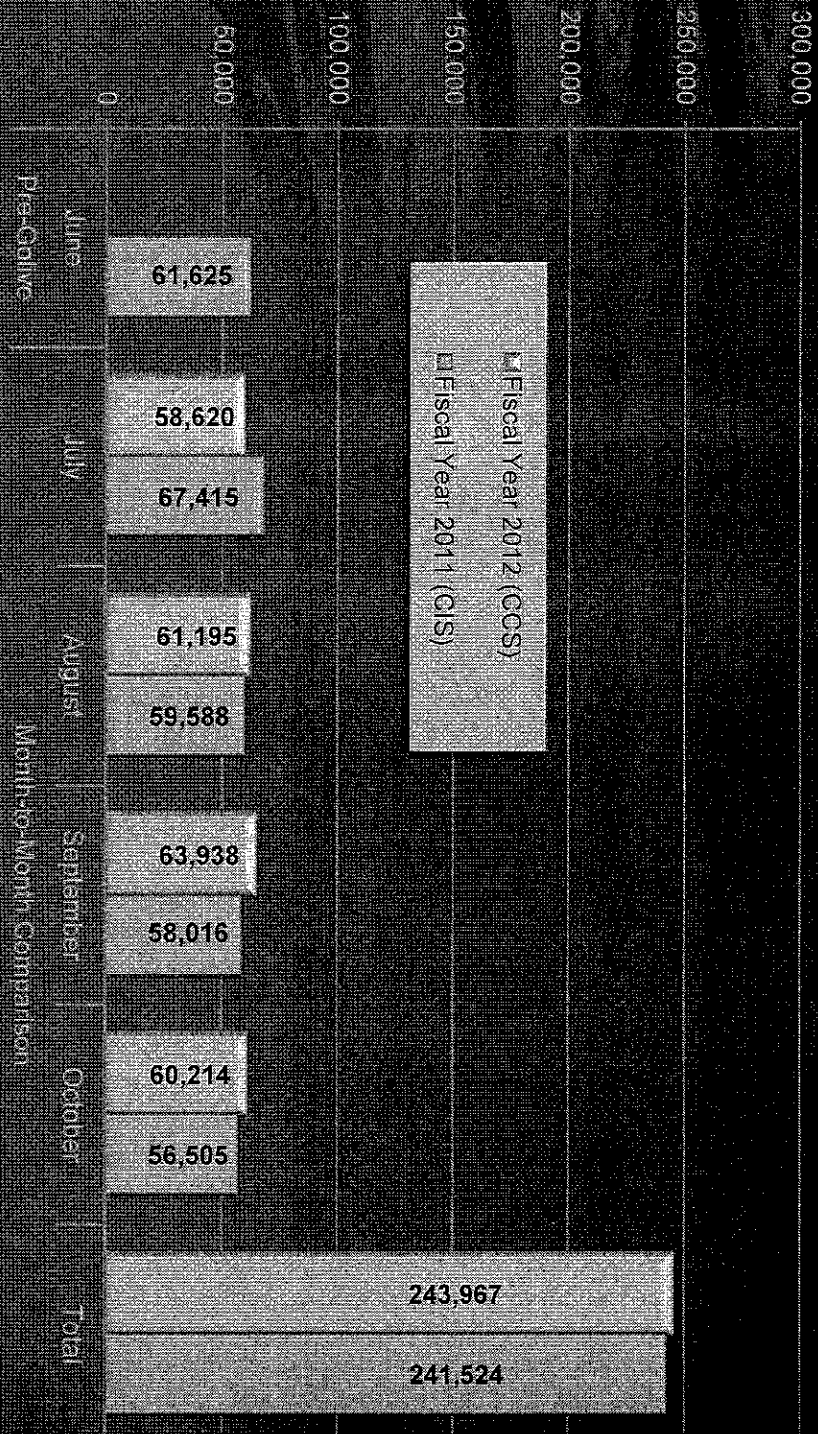 300,000
250,000
200,000
150,000
100,000
50,000
0
Fiscal Year 2012 (CCS)
Fiscal Year 2011 (CIS)
61,625
58,620
67,415
61,195
59,588
63,938
58,016
60,214
56,505
243,967
241,524
June
July
August
September
October
Total
Pre-Golive
Month-to-Month Comparison